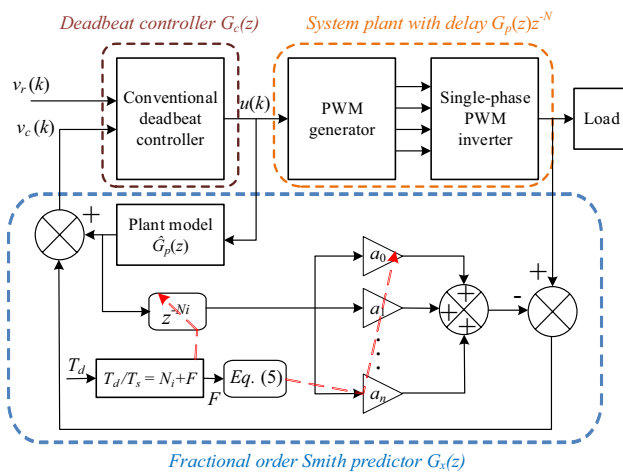 Deadbeat controller G_c(z)
System plant with delay G_p(z)z^{-N}
v_r(k)
v_c(k)
Conventional
deadbeat
controller
u(k)
PWM
generator
Single-phase
PWM
inverter
Load
+
Plant model
Ĝ_p(z)
+
-
z^{-Ni}
a_0
a_1
⋮
a_n
+
+
+
+
T_d
T_d/T_s = N_i+F
F
Eq. (5)
Fractional order Smith predictor G_x(z)